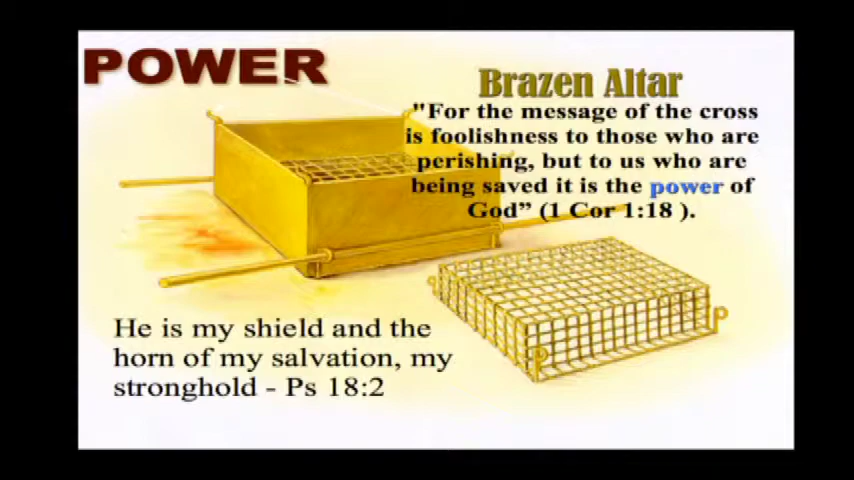 POWER
Brazen Altar
"For the message of the cross
is foolishness to those who are
perishing, but to us who are
being saved it is the power of
God” (1 Cor 1:18 ).
He is my shield and the
horn of my salvation, my
stronghold - Ps 18:2